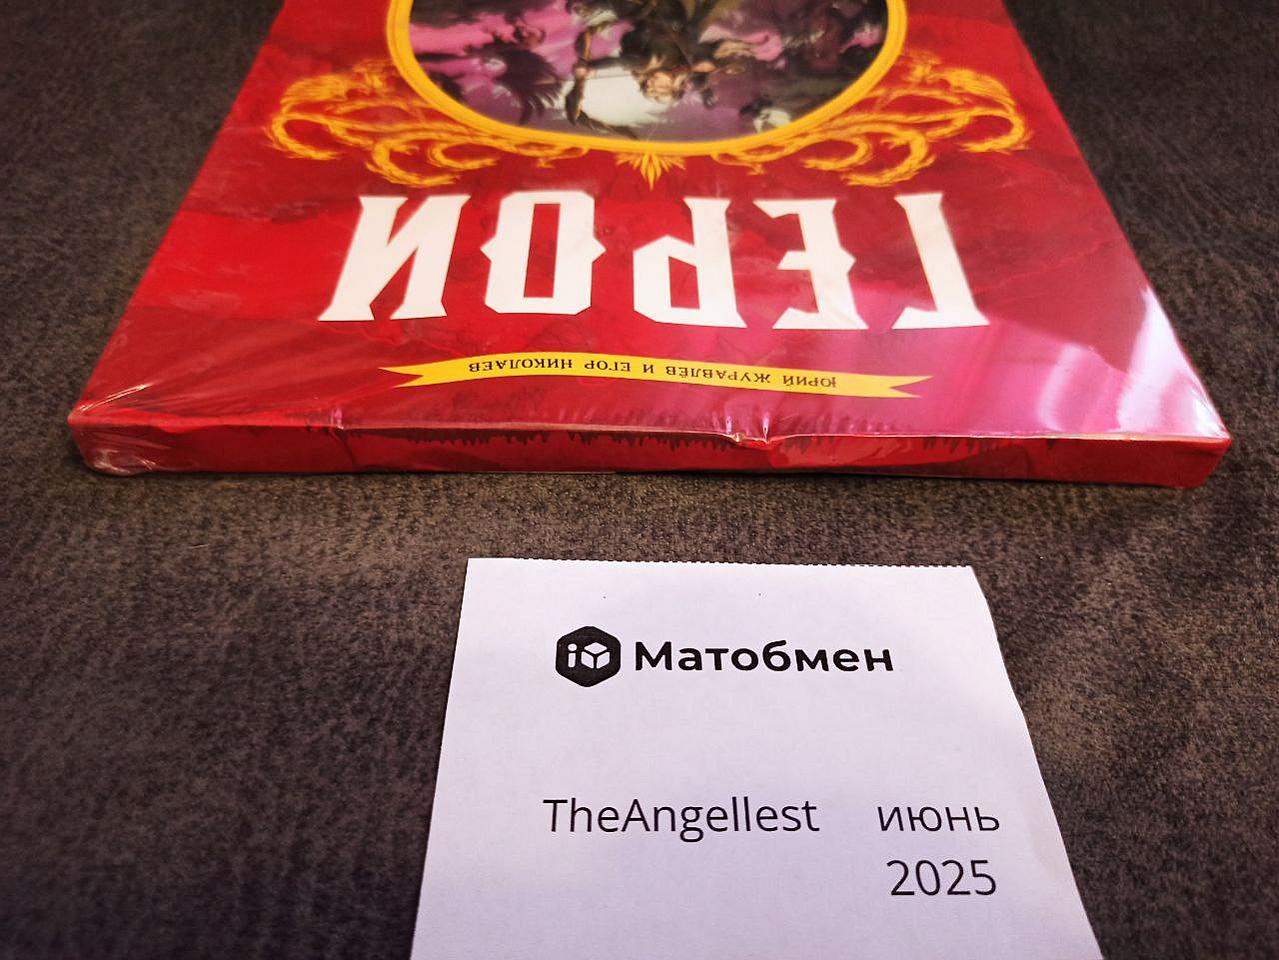 ГЕРОИ
ЮРИЙ ЖУРАВЛЁВ И ЕГОР НИКОЛАЕВ
Матобмен
TheAngellest июнь
2025